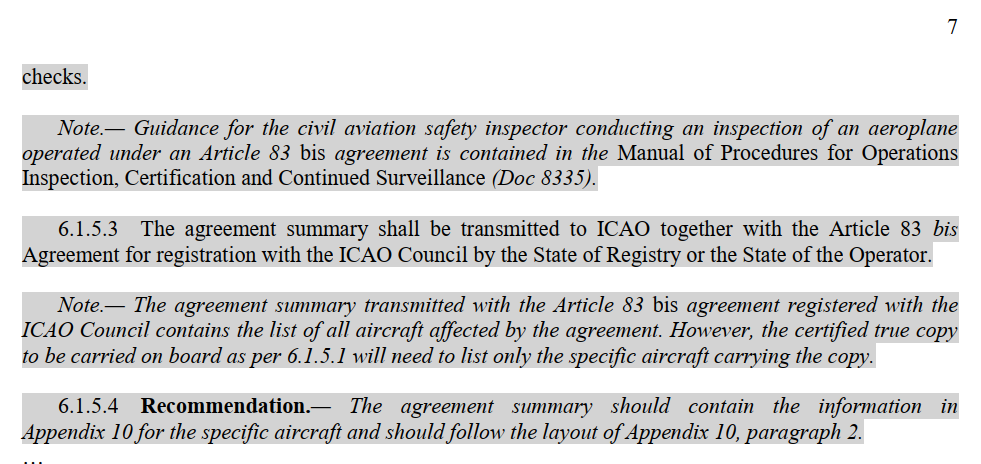 7
checks.
Note.— Guidance for the civil aviation safety inspector conducting an inspection of an aeroplane
operated under an Article 83 bis agreement is contained in the Manual of Procedures for Operations
Inspection, Certification and Continued Surveillance (Doc 8335).
6.1.5.3 The agreement summary shall be transmitted to ICAO together with the Article 83 bis
Agreement for registration with the ICAO Council by the State of Registry or the State of the Operator.
Note.— The agreement summary transmitted with the Article 83 bis agreement registered with the
ICAO Council contains the list of all aircraft affected by the agreement. However, the certified true copy
to be carried on board as per 6.1.5.1 will need to list only the specific aircraft carrying the copy.
6.1.5.4 Recommendation.— The agreement summary should contain the information in
Appendix 10 for the specific aircraft and should follow the layout of Appendix 10, paragraph 2.
…